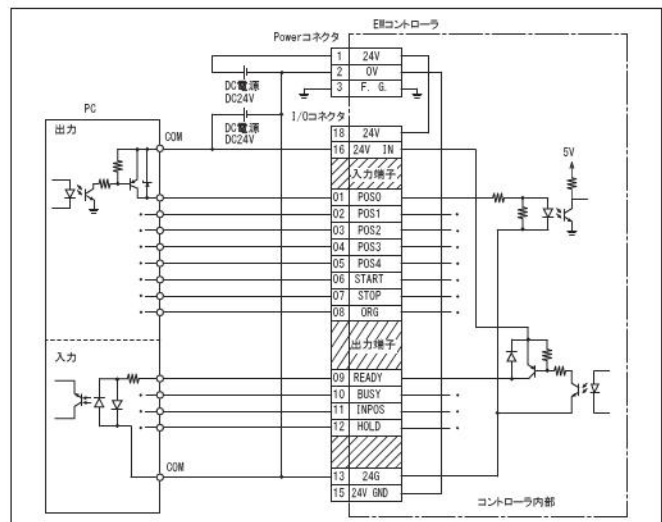 EMコントローラ
Powerコネクタ
1 24V
2 0V
3 F. G.
DC電源
DC24V
I/Oコネクタ
DC電源
DC24V
PC
出力
COM
18 24V
16 24V IN
入力端子
5V
01 POS0
02 POS1
03 POS2
04 POS3
05 POS4
06 START
07 STOP
08 ORG
出力端子
入力
09 READY
10 BUSY
11 INPOS
12 HOLD
COM
13 24G
15 24V GND
コントローラ内部